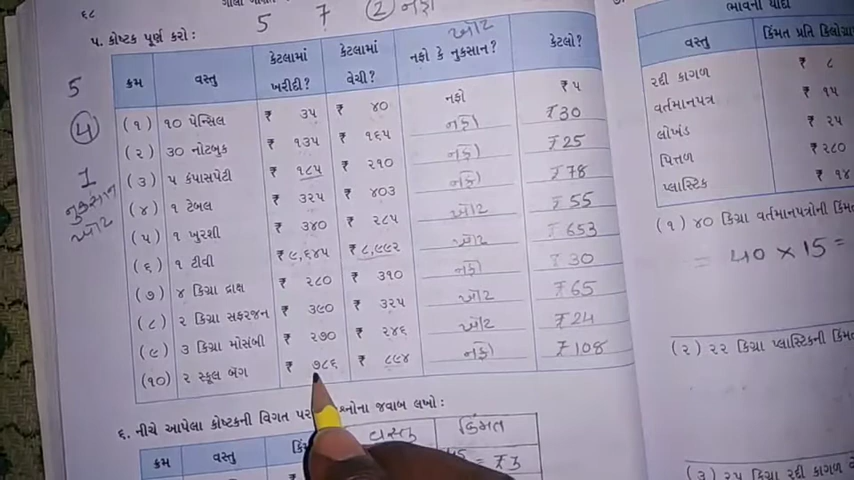 ૬૮
5 7 (2) નફો
૫. કોષ્ટક પૂર્ણ કરો :
5
4
1
નુકસાન
ખોટ
ક્રમ વસ્તુ કેટલામાં ખરીદી? કેટલામાં વેચી? નફો કે નુકસાન? ખોટ કેટલો?
(૧) ૧૦ પેન્સિલ ₹ ૩૫ ₹ ૪૦ નફો ₹ ૫
(૨) ૩૦ નોટબુક ₹ ૧૩૫ ₹ ૧૬૫ નફો ₹30
(૩) ૫ કંપાસપેટી ₹ ૧૮૫ ₹ ૨૧૦ નફો ₹25
(૪) ૧ ટેબલ ₹ ૩૨૫ ₹ ૪૦૩ નફો ₹78
(૫) ૧ ખુરશી ₹ ૩૪૦ ₹ ૨૮૫ ખોટ ₹55
(૬) ૧ ટીવી ₹ ૯,૬૪૫ ₹ ૮,૯૯૨ ખોટ ₹653
(૭) ૪ કિગ્રા દ્રાક્ષ ₹ ૨૮૦ ₹ ૩૧૦ નફો ₹30
(૮) ૨ કિગ્રા સફરજન ₹ ૩૯૦ ₹ ૩૨૫ ખોટ ₹65
(૯) ૩ કિગ્રા મોસંબી ₹ ૨૭૦ ₹ ૨૪૬ ખોટ ₹24
(૧૦) ૨ સ્કૂલ બૅગ ₹ ૭૮૬ ₹ ૮૯૪ નફો ₹108
૬. નીચે આપેલા કોષ્ટકની વિગત પરથી પ્રશ્નોના જવાબ લખો :
ક્રમ વસ્તુ વસ્તુ કિંમત
= ₹3
ભાવની યાદી
વસ્તુ કિંમત પ્રતિ કિલોગ્રા
રદ્દી કાગળ ₹ ૮
વર્તમાનપત્ર ₹ ૧૫
લોખંડ ₹ ૨૫
પિત્તળ ₹ ૨૮૦
પ્લાસ્ટિક ₹ ૧૪
(૧) ૪૦ કિગ્રા વર્તમાનપત્રોની કિંમ
= 40 × 15 =
(૨) ૨૨ કિગ્રા પ્લાસ્ટિકની કિંમ
(૩) ૨૫ કિગ્રા રદ્દી કાગળ